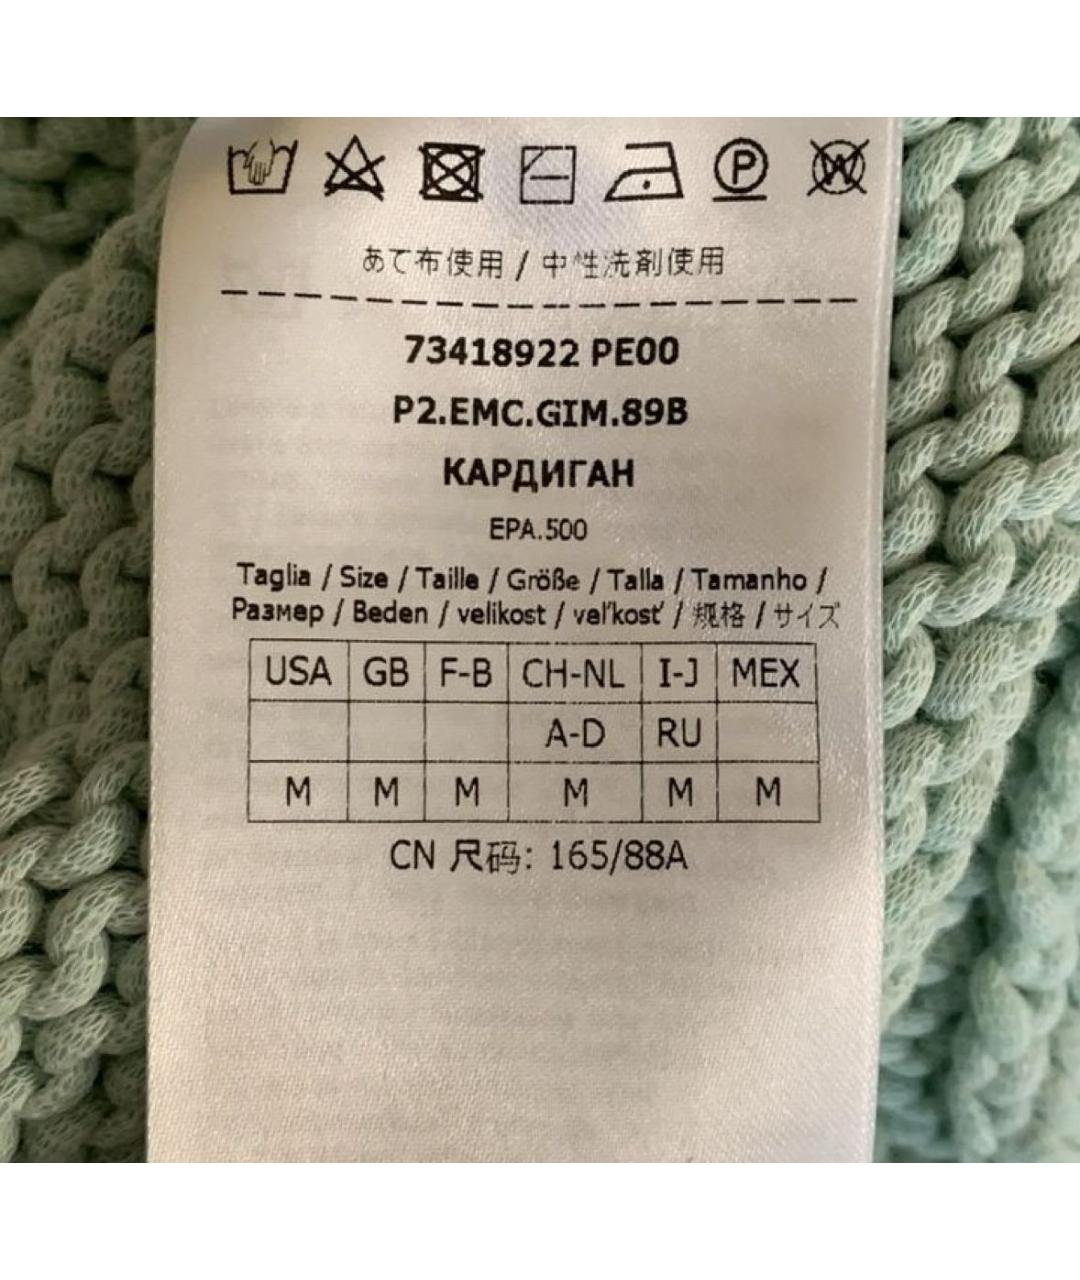 P W
あて布使用 / 中性洗剤使用
73418922 PE00
P2.EMC.GIM.89B
КАРДИГАН
EPA.500
Taglia / Size / Taille / Größe / Talla / Tamanho /
Размер / Beden / velikost / veľkosť / 规格 / サイズ
USA GB F-B CH-NL I-J MEX
A-D RU
M M M M M M
CN 尺码: 165/88A